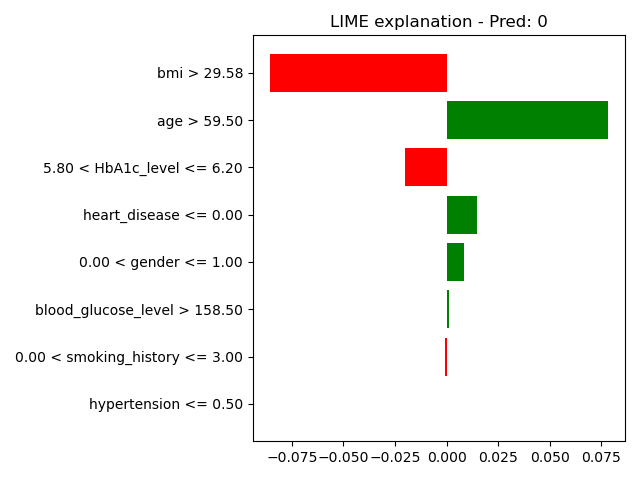 LIME explanation - Pred: 0
bmi > 29.58
age > 59.50
5.80 < HbA1c_level <= 6.20
heart_disease <= 0.00
0.00 < gender <= 1.00
blood_glucose_level > 158.50
0.00 < smoking_history <= 3.00
hypertension <= 0.50
−0.075 −0.050 −0.025 0.000 0.025 0.050 0.075